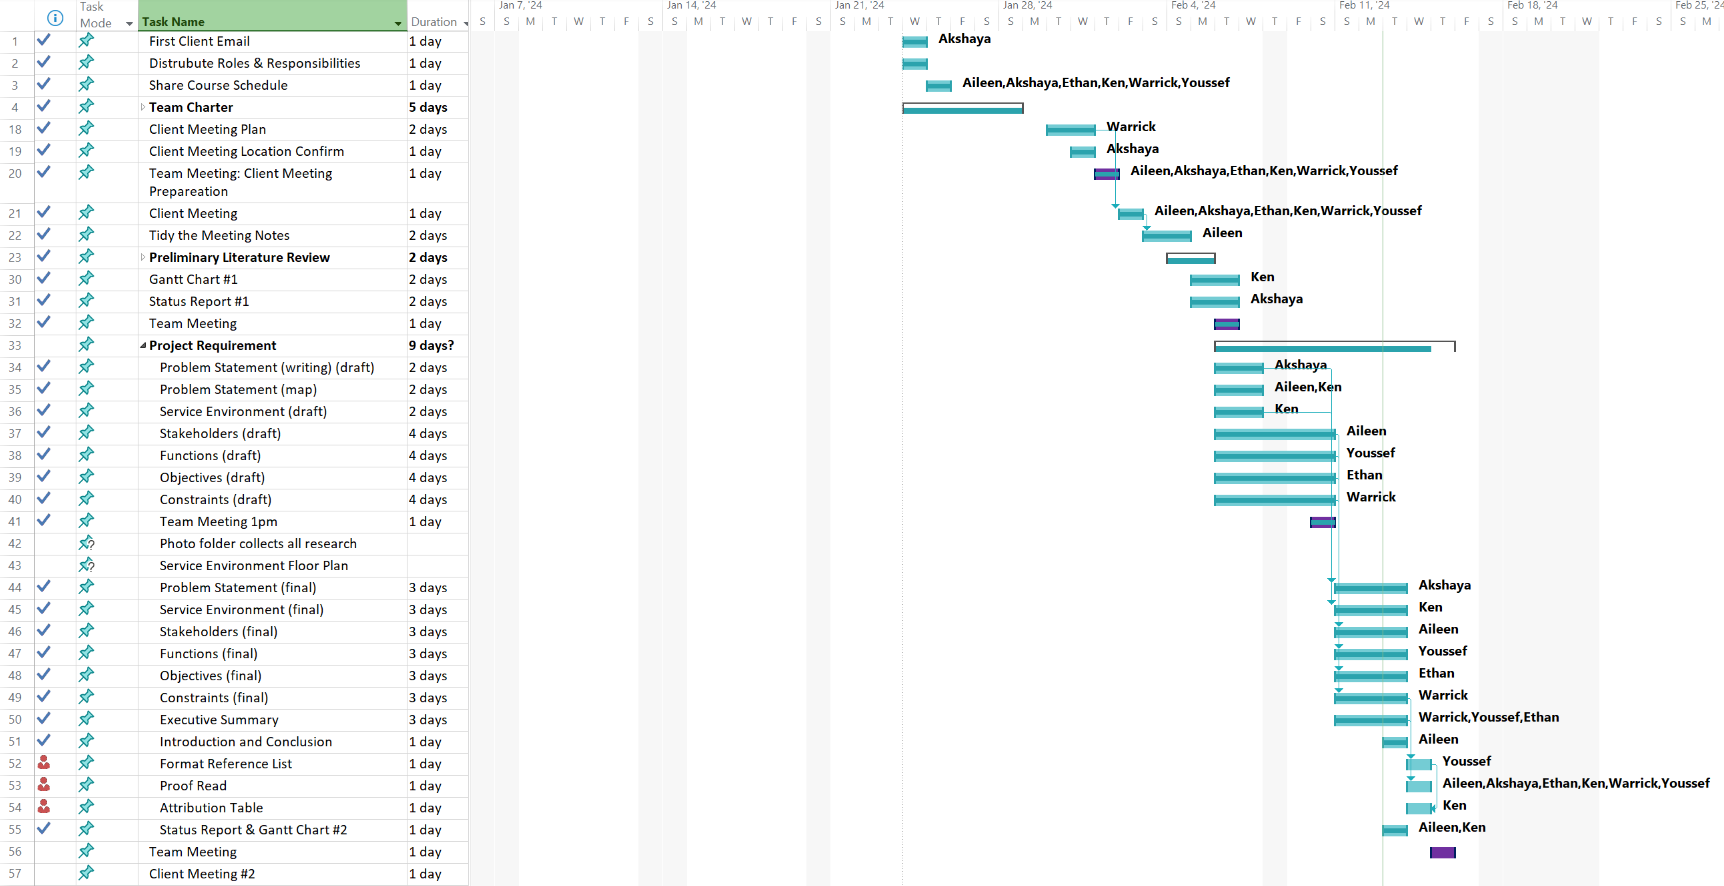 Task Mode Task Name Duration
Jan 7, '24 Jan 14, '24 Jan 21, '24 Jan 28, '24 Feb 4, '24 Feb 11, '24 Feb 18, '24 Feb 25, '24
S S M T W T F S S M T W T F S S M T W T F S S M T W T F S S M T W T F S S M T W T F S S M T W T F S S M
1 First Client Email 1 day Akshaya
2 Distrubute Roles & Responsibilities 1 day
3 Share Course Schedule 1 day Aileen,Akshaya,Ethan,Ken,Warrick,Youssef
4 Team Charter 5 days
18 Client Meeting Plan 2 days Warrick
19 Client Meeting Location Confirm 1 day Akshaya
20 Team Meeting: Client Meeting 1 day Aileen,Akshaya,Ethan,Ken,Warrick,Youssef
Prepareation
21 Client Meeting 1 day Aileen,Akshaya,Ethan,Ken,Warrick,Youssef
22 Tidy the Meeting Notes 2 days Aileen
23 Preliminary Literature Review 2 days
30 Gantt Chart #1 2 days Ken
31 Status Report #1 2 days Akshaya
32 Team Meeting 1 day
33 Project Requirement 9 days?
34 Problem Statement (writing) (draft) 2 days Akshaya
35 Problem Statement (map) 2 days Aileen,Ken
36 Service Environment (draft) 2 days Ken
37 Stakeholders (draft) 4 days Aileen
38 Functions (draft) 4 days Youssef
39 Objectives (draft) 4 days Ethan
40 Constraints (draft) 4 days Warrick
41 Team Meeting 1pm 1 day
42 ? Photo folder collects all research
43 ? Service Environment Floor Plan
44 Problem Statement (final) 3 days Akshaya
45 Service Environment (final) 3 days Ken
46 Stakeholders (final) 3 days Aileen
47 Functions (final) 3 days Youssef
48 Objectives (final) 3 days Ethan
49 Constraints (final) 3 days Warrick
50 Executive Summary 3 days Warrick,Youssef,Ethan
51 Introduction and Conclusion 1 day Aileen
52 Format Reference List 1 day Youssef
53 Proof Read 1 day Aileen,Akshaya,Ethan,Ken,Warrick,Youssef
54 Attribution Table 1 day Ken
55 Status Report & Gantt Chart #2 1 day Aileen,Ken
56 Team Meeting 1 day
57 Client Meeting #2 1 day